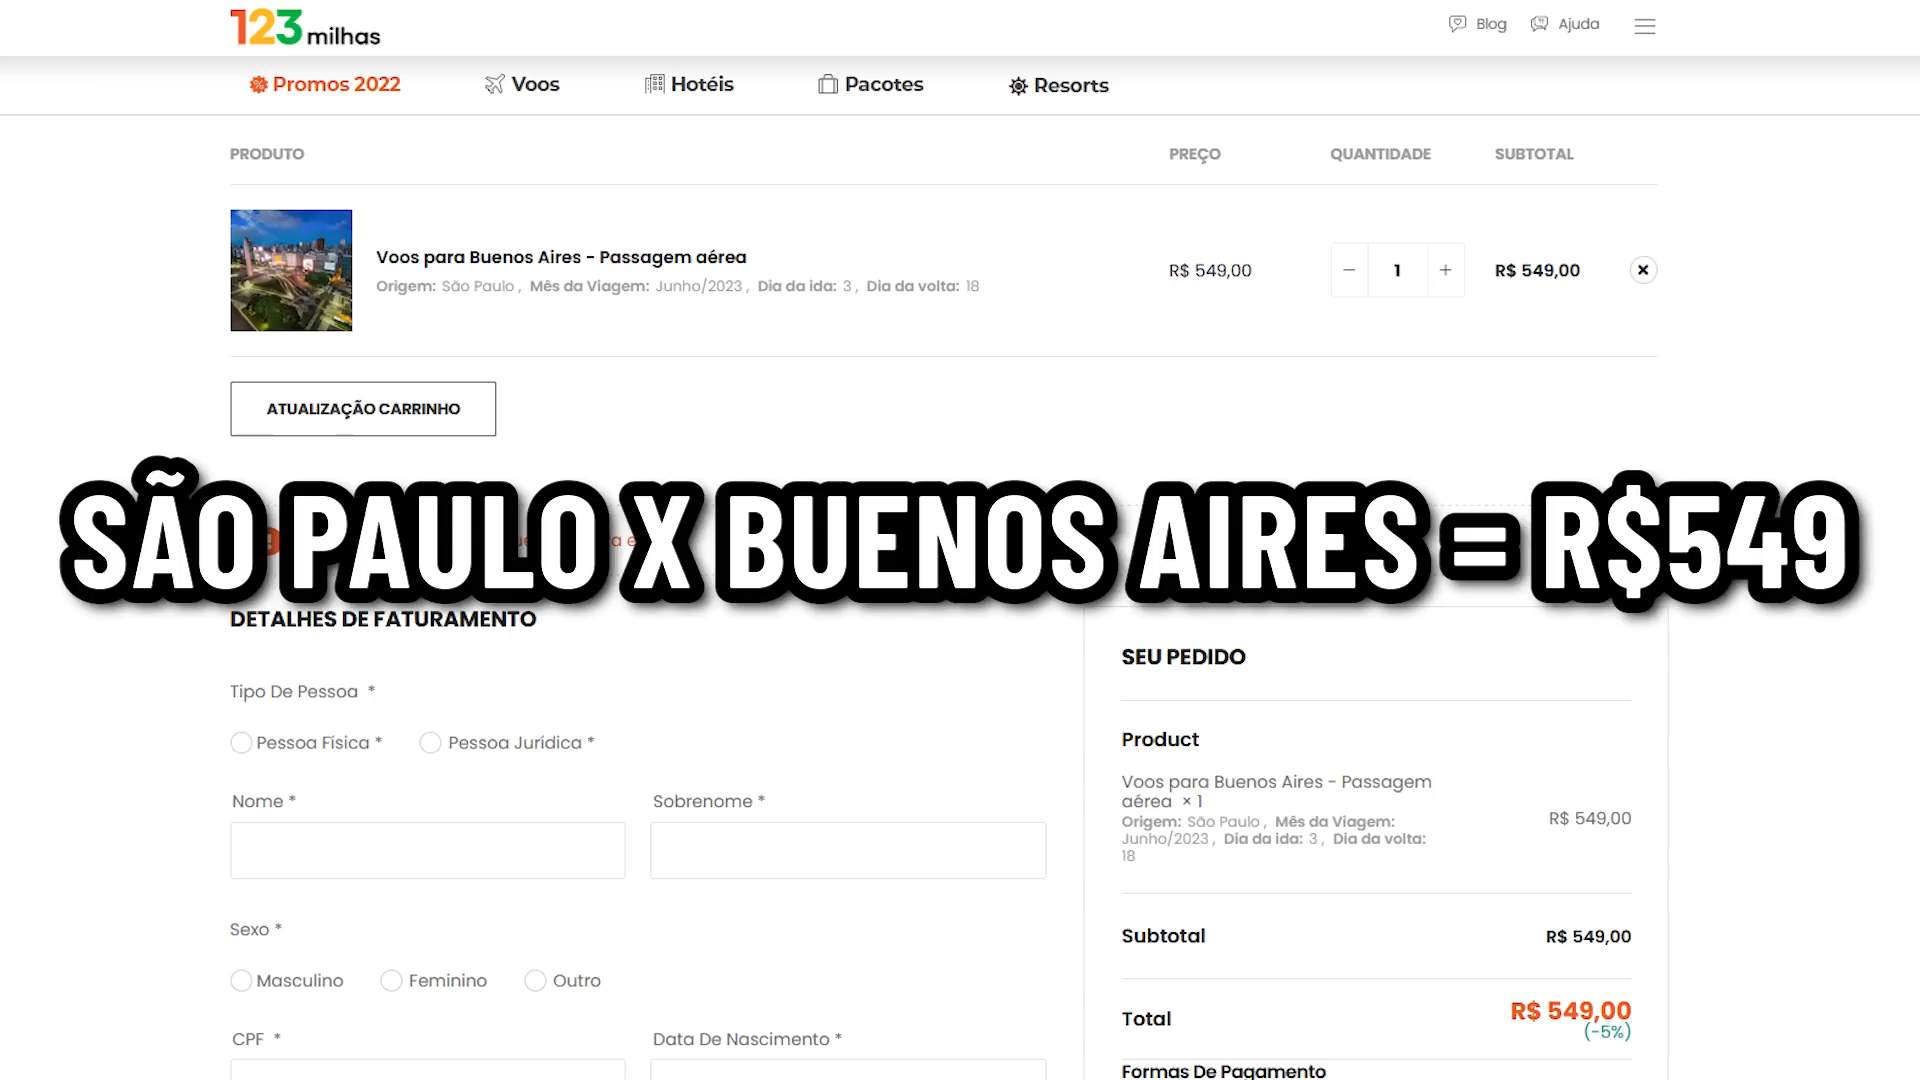 123 milhas
Blog
Ajuda
Promos 2022
Voos
Hotéis
Pacotes
Resorts
PRODUTO
PREÇO
QUANTIDADE
SUBTOTAL
Voos para Buenos Aires - Passagem aérea
Origem: São Paulo , Mês da Viagem: Junho/2023 , Dia da ida: 3 , Dia da volta: 18
R$ 549,00
− 1 +
R$ 549,00
ATUALIZAÇÃO CARRINHO
SÃO PAULO X BUENOS AIRES = R$549
DETALHES DE FATURAMENTO
Tipo De Pessoa *
Pessoa Física *
Pessoa Jurídica *
Nome *
Sobrenome *
Sexo *
Masculino
Feminino
Outro
CPF *
Data De Nascimento *
SEU PEDIDO
Product
Voos para Buenos Aires - Passagem
aérea × 1
Origem: São Paulo , Mês da Viagem:
Junho/2023 , Dia da ida: 3 , Dia da volta:
18
R$ 549,00
Subtotal
R$ 549,00
Total
R$ 549,00
(-5%)
Formas De Pagamento